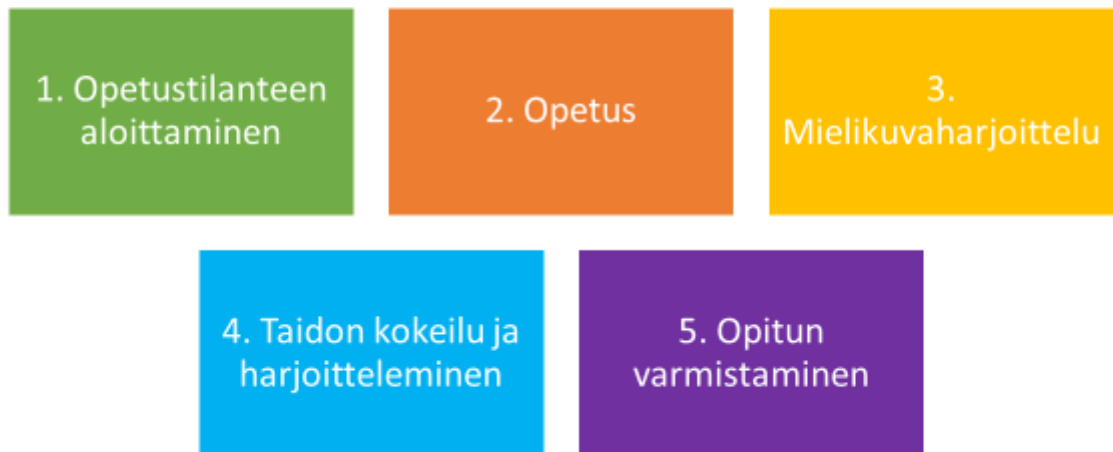 1. Opetustilanteen
aloittaminen
2. Opetus
3.
Mielikuvaharjoittelu
4. Taidon kokeilu ja
harjoitteleminen
5. Opitun
varmistaminen